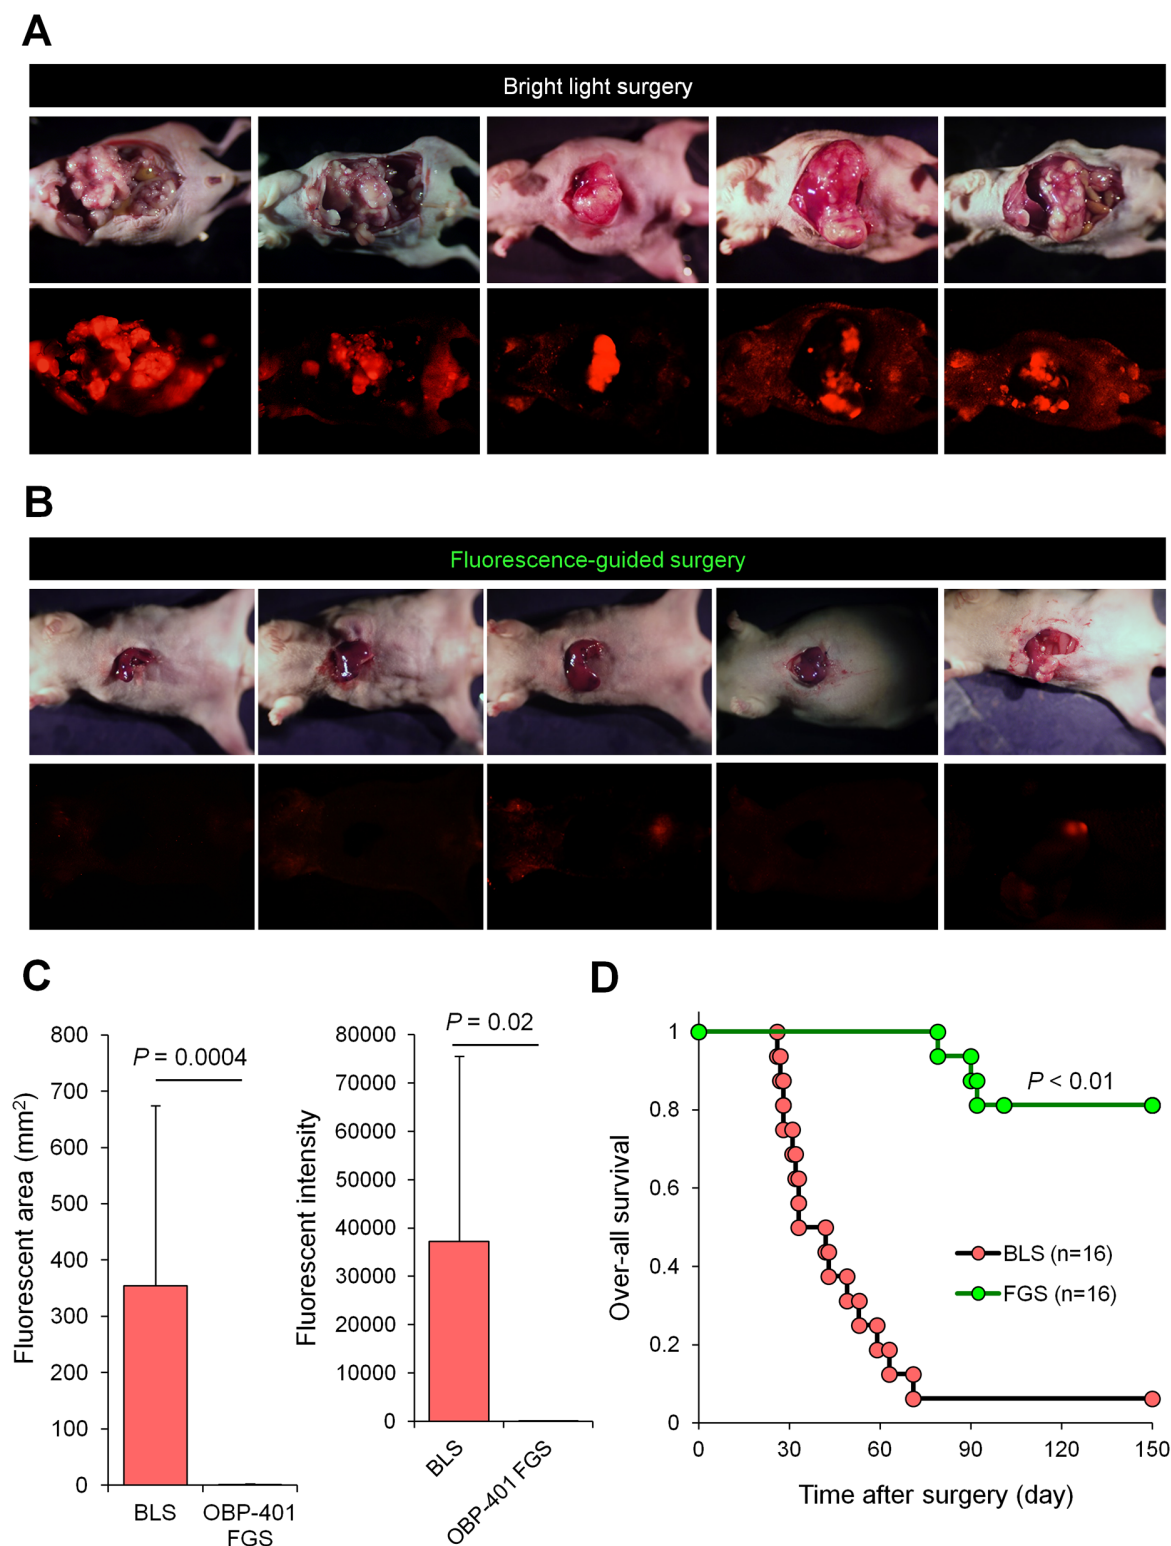 A
Bright light surgery
B
Fluorescence-guided surgery
C
800
700
600
500
400
300
200
100
0
Fluorescent area (mm²)
P = 0.0004
BLS
OBP-401
FGS
80000
70000
60000
50000
40000
30000
20000
10000
0
Fluorescent intensity
P = 0.02
BLS
OBP-401 FGS
D
1
0.8
0.6
0.4
0.2
0
Over-all survival
P < 0.01
BLS (n=16)
FGS (n=16)
0 30 60 90 120 150
Time after surgery (day)